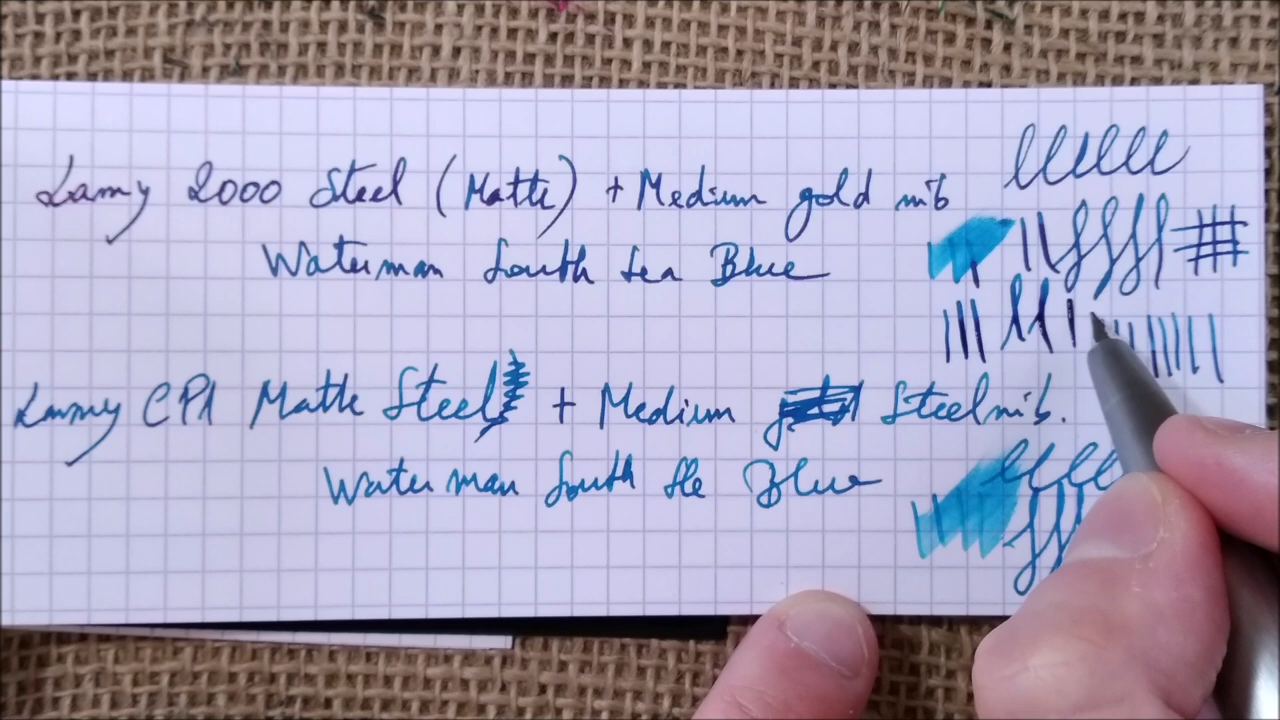 Lamy 2000 Steel (Matte) + Medium gold nib
Waterman South Sea Blue
Lamy CP1 Matte Steel + Medium Steel nib.
Waterman South Se Blue